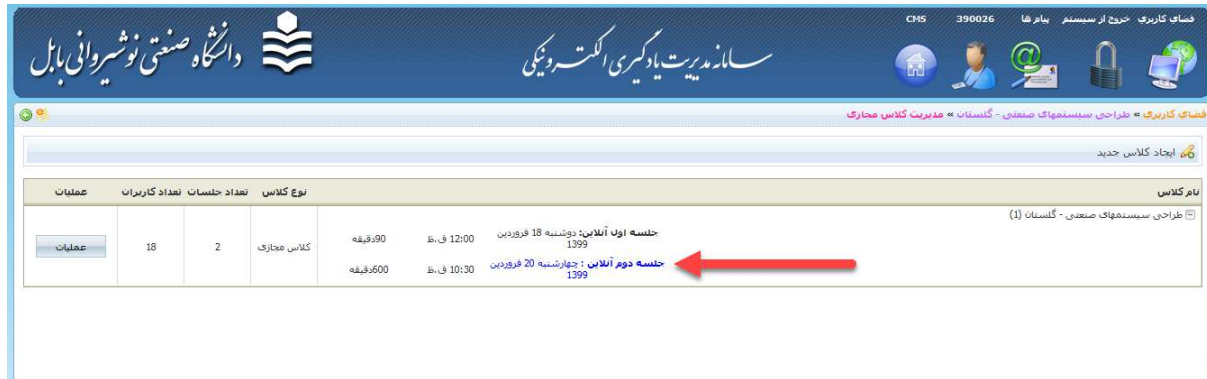 فضای کاربری خروج از سیستم پیام ها 390026 CMS
سامانه مدیریت یادگیری الکترونیکی
دانشگاه صنعتی نوشیروانی بابل
فضای کاربری » طراحی سیستمهای صنعتی - گلستان » مدیریت کلاس مجازی
ایجاد کلاس جدید
نام کلاس نوع کلاس تعداد جلسات تعداد کاربران عملیات
طراحی سیستمهای صنعتی - گلستان (1)
جلسه اول آنلاین: دوشنبه 18 فروردین 12:00 ق.ظ 90دقیقه
1399
کلاس مجازی 2 18 عملیات
جلسه دوم آنلاین : چهارشنبه 20 فروردین 10:30 ق.ظ 600دقیقه
1399